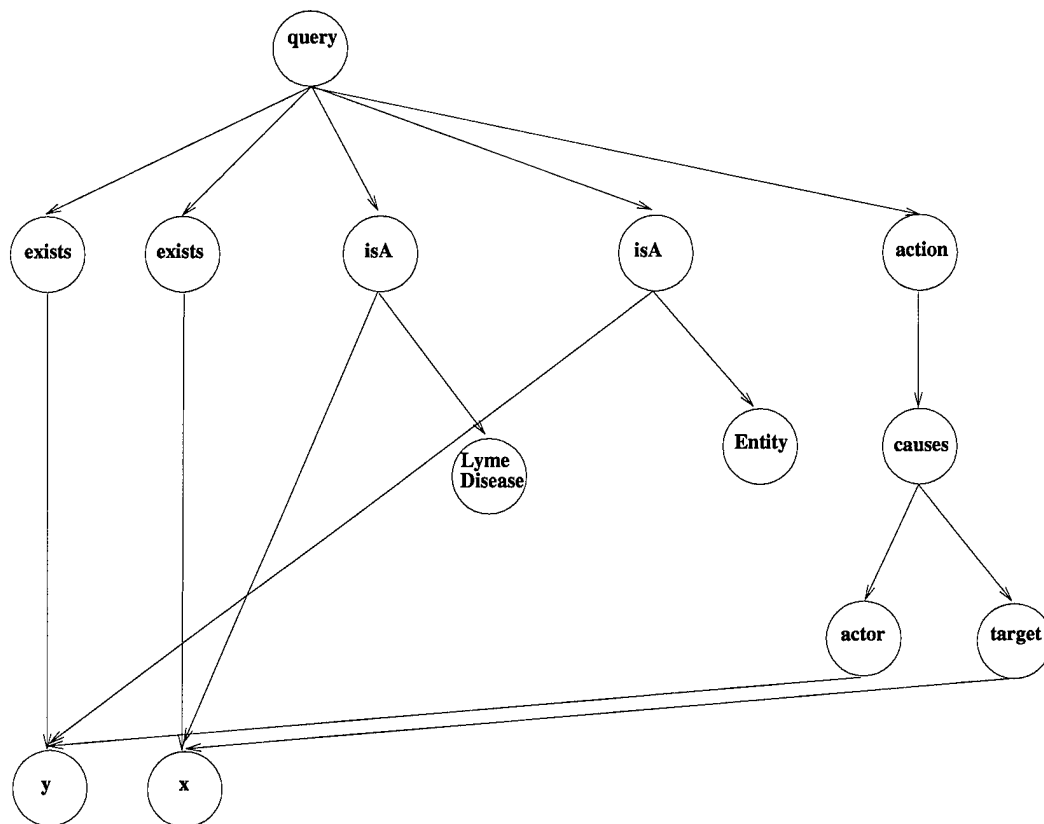 query
exists
exists
isA
isA
action
Lyme
Disease
Entity
causes
actor
target
y
x